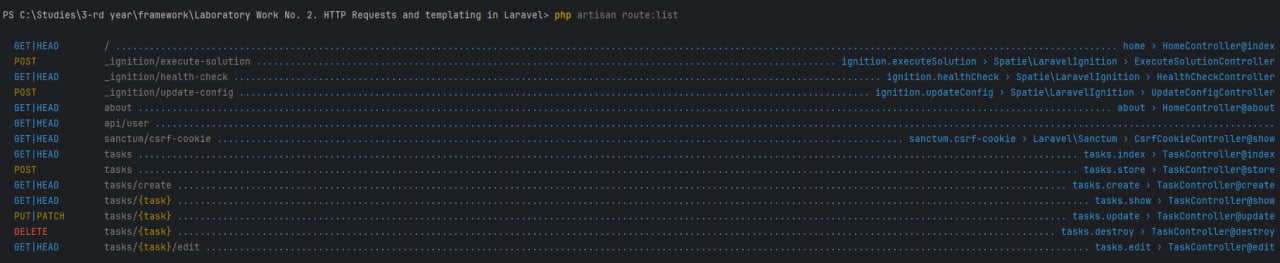 PS C:\Studies\3-rd year\framework\Laboratory Work No. 2. HTTP Requests and templating in Laravel> php artisan route:list
GET|HEAD / ........ home › HomeController@index
POST _ignition/execute-solution ........ ignition.executeSolution › Spatie\LaravelIgnition › ExecuteSolutionController
GET|HEAD _ignition/health-check ........ ignition.healthCheck › Spatie\LaravelIgnition › HealthCheckController
POST _ignition/update-config ........ ignition.updateConfig › Spatie\LaravelIgnition › UpdateConfigController
GET|HEAD about ........ about › HomeController@about
GET|HEAD api/user ........
GET|HEAD sanctum/csrf-cookie ........ sanctum.csrf-cookie › Laravel\Sanctum › CsrfCookieController@show
GET|HEAD tasks ........ tasks.index › TaskController@index
POST tasks ........ tasks.store › TaskController@store
GET|HEAD tasks/create ........ tasks.create › TaskController@create
GET|HEAD tasks/{task} ........ tasks.show › TaskController@show
PUT|PATCH tasks/{task} ........ tasks.update › TaskController@update
DELETE tasks/{task} ........ tasks.destroy › TaskController@destroy
GET|HEAD tasks/{task}/edit ........ tasks.edit › TaskController@edit